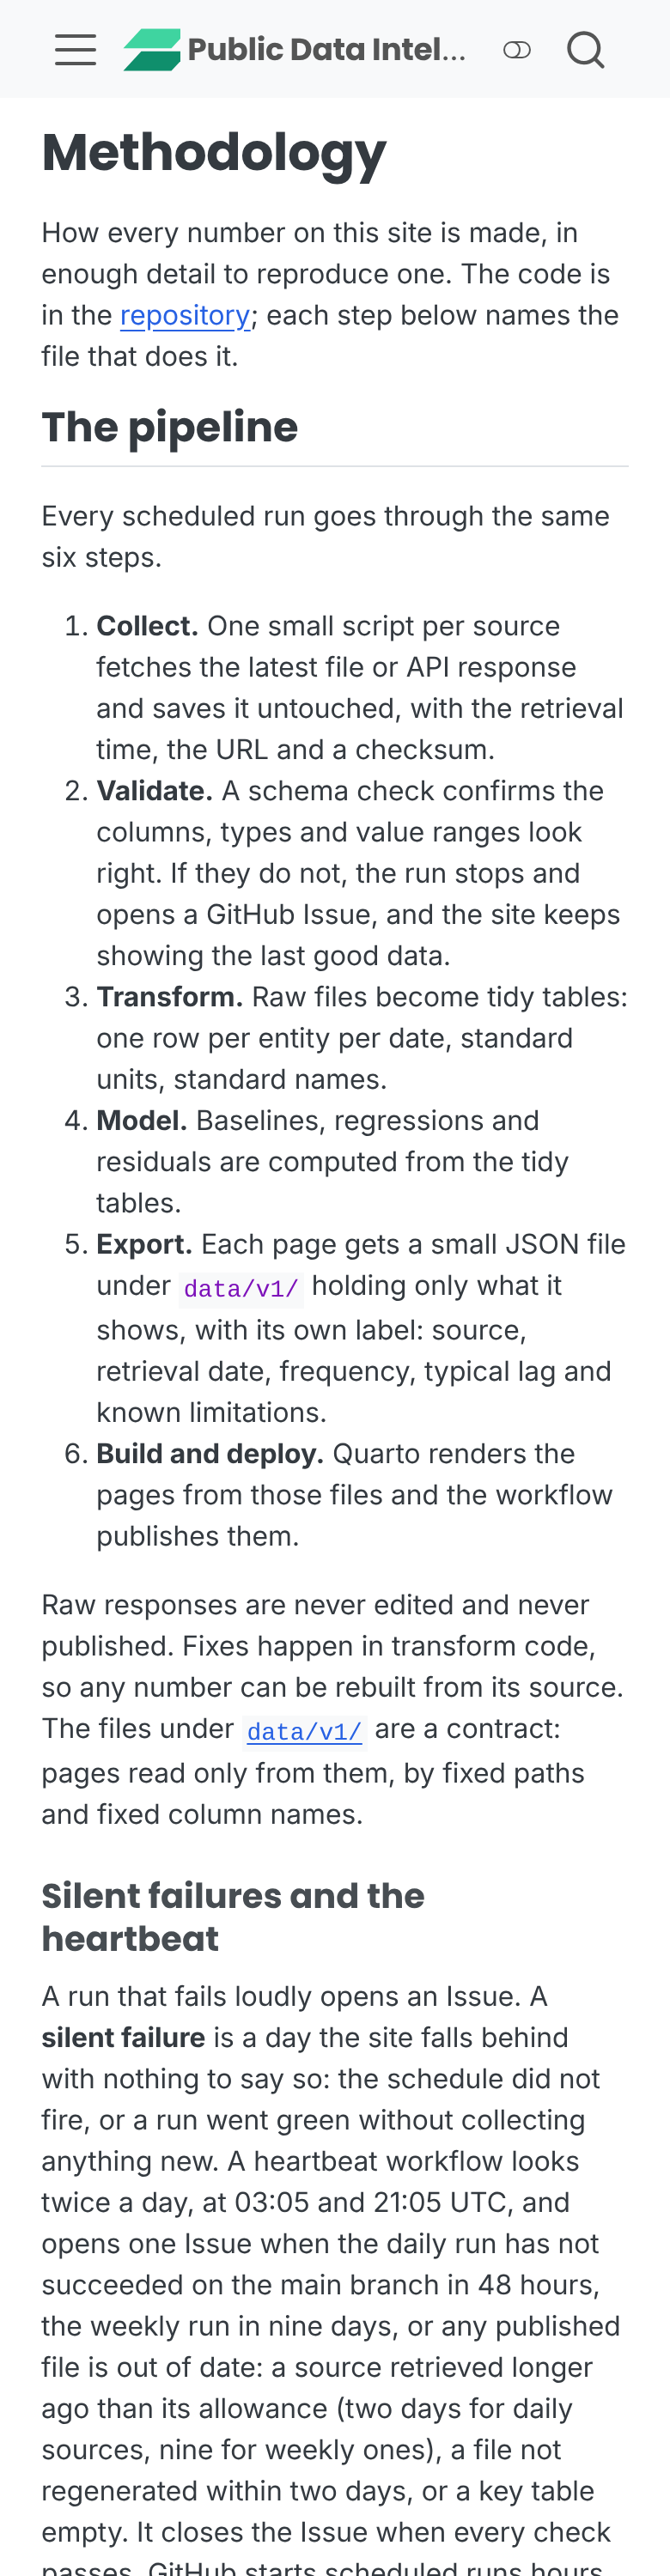 Public Data Intel...
Methodology
How every number on this site is made, in
enough detail to reproduce one. The code is
in the repository; each step below names the
file that does it.
The pipeline
Every scheduled run goes through the same
six steps.
1. Collect. One small script per source
fetches the latest file or API response
and saves it untouched, with the retrieval
time, the URL and a checksum.
2. Validate. A schema check confirms the
columns, types and value ranges look
right. If they do not, the run stops and
opens a GitHub Issue, and the site keeps
showing the last good data.
3. Transform. Raw files become tidy tables:
one row per entity per date, standard
units, standard names.
4. Model. Baselines, regressions and
residuals are computed from the tidy
tables.
5. Export. Each page gets a small JSON file
under data/v1/ holding only what it
shows, with its own label: source,
retrieval date, frequency, typical lag and
known limitations.
6. Build and deploy. Quarto renders the
pages from those files and the workflow
publishes them.
Raw responses are never edited and never
published. Fixes happen in transform code,
so any number can be rebuilt from its source.
The files under data/v1/ are a contract:
pages read only from them, by fixed paths
and fixed column names.
Silent failures and the
heartbeat
A run that fails loudly opens an Issue. A
silent failure is a day the site falls behind
with nothing to say so: the schedule did not
fire, or a run went green without collecting
anything new. A heartbeat workflow looks
twice a day, at 03:05 and 21:05 UTC, and
opens one Issue when the daily run has not
succeeded on the main branch in 48 hours,
the weekly run in nine days, or any published
file is out of date: a source retrieved longer
ago than its allowance (two days for daily
sources, nine for weekly ones), a file not
regenerated within two days, or a key table
empty. It closes the Issue when every check
passes. GitHub starts scheduled runs hours